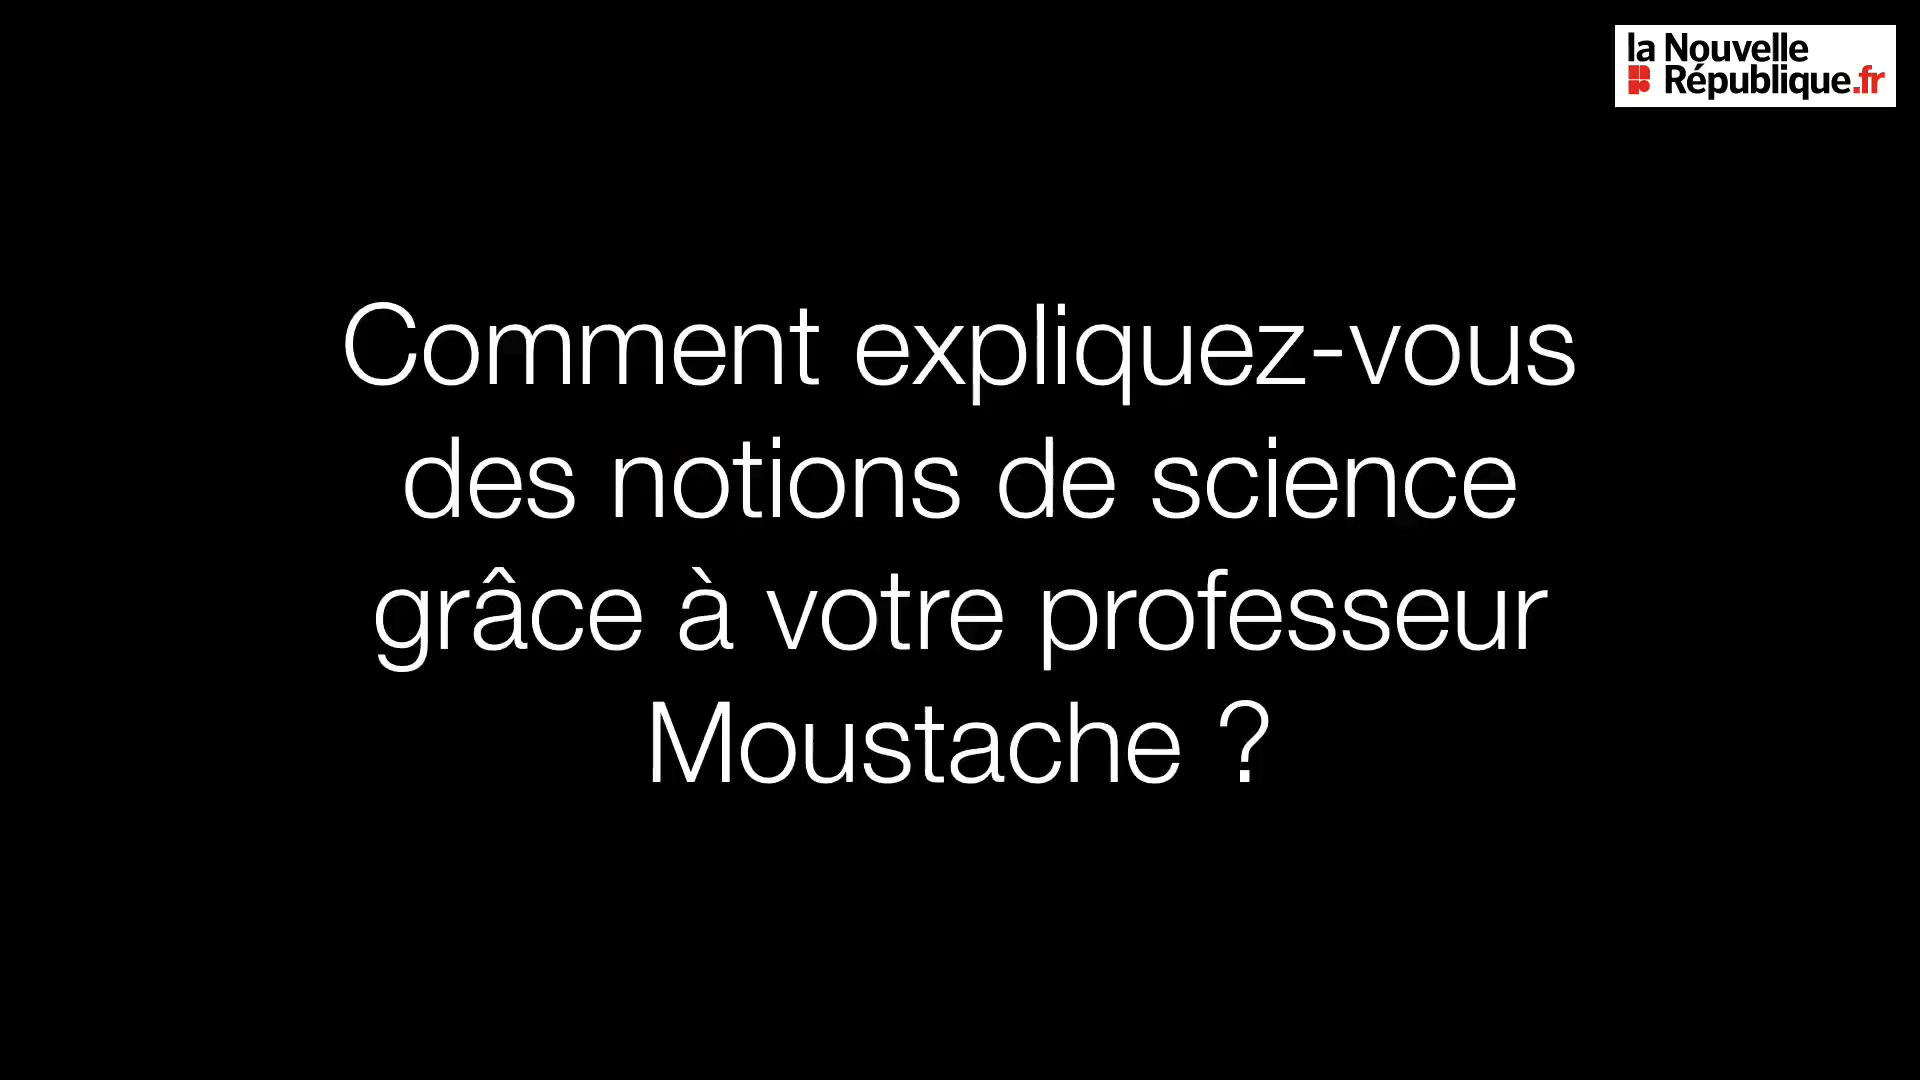 la Nouvelle
République.fr
Comment expliquez-vous
des notions de science
grâce à votre professeur
Moustache ?